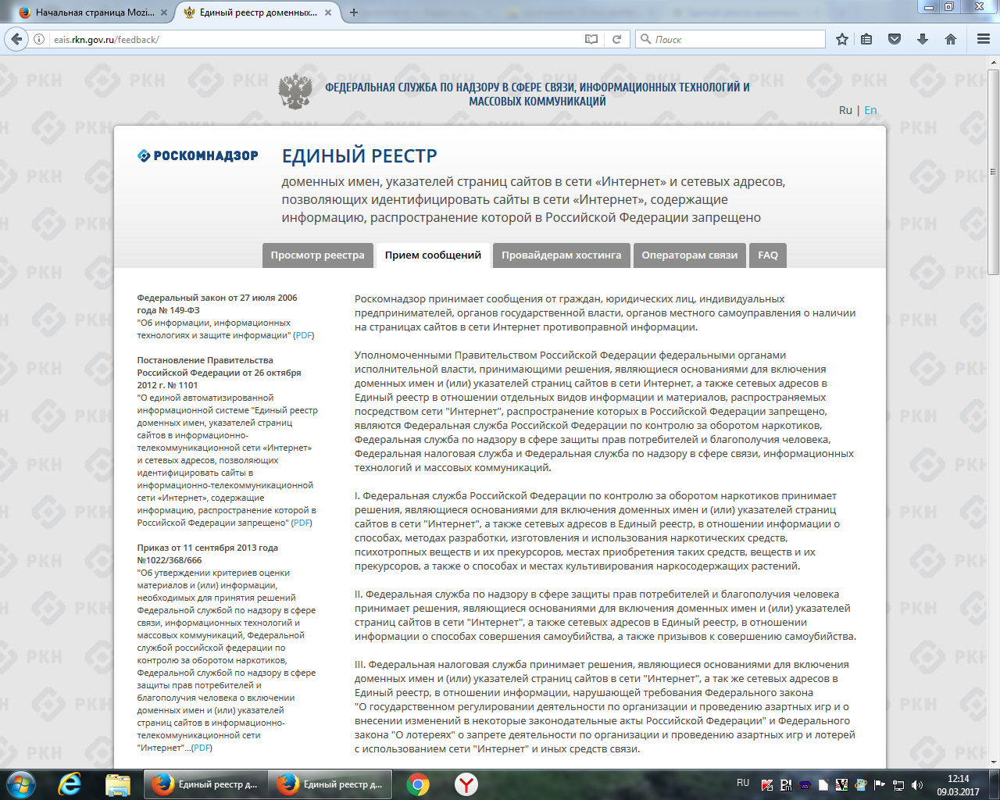 Начальная страница Mozi...
Единый реестр доменных...
eais.rkn.gov.ru/feedback/
Поиск
ФЕДЕРАЛЬНАЯ СЛУЖБА ПО НАДЗОРУ В СФЕРЕ СВЯЗИ, ИНФОРМАЦИОННЫХ ТЕХНОЛОГИЙ И
МАССОВЫХ КОММУНИКАЦИЙ
Ru | En
РОСКОМНАДЗОР
ЕДИНЫЙ РЕЕСТР
доменных имен, указателей страниц сайтов в сети «Интернет» и сетевых адресов,
позволяющих идентифицировать сайты в сети «Интернет», содержащие
информацию, распространение которой в Российской Федерации запрещено
Просмотр реестра
Прием сообщений
Провайдерам хостинга
Операторам связи
FAQ
Федеральный закон от 27 июля 2006
года № 149-ФЗ
"Об информации, информационных
технологиях и защите информации" (PDF)
Постановление Правительства
Российской Федерации от 26 октября
2012 г. № 1101
"О единой автоматизированной
информационной системе "Единый реестр
доменных имен, указателей страниц
сайтов в информационно-
телекоммуникационной сети «Интернет»
и сетевых адресов, позволяющих
идентифицировать сайты в
информационно-телекоммуникационной
сети «Интернет», содержащие
информацию, распространение которой в
Российской Федерации запрещено" (PDF)
Приказ от 11 сентября 2013 года
№1022/368/666
"Об утверждении критериев оценки
материалов и (или) информации,
необходимых для принятия решений
Федеральной службой по надзору в сфере
связи, информационных технологий и
массовых коммуникаций, Федеральной
службой российской федерации по
контролю за оборотом наркотиков,
Федеральной службой по надзору в сфере
защиты прав потребителей и
благополучия человека о включении
доменных имен и (или) указателей
страниц сайтов в информационно-
телекоммуникационной сети
"Интернет"...(PDF)
Роскомнадзор принимает сообщения от граждан, юридических лиц, индивидуальных
предпринимателей, органов государственной власти, органов местного самоуправления о наличии
на страницах сайтов в сети Интернет противоправной информации.
Уполномоченными Правительством Российской Федерации федеральными органами
исполнительной власти, принимающими решения, являющиеся основаниями для включения
доменных имен и (или) указателей страниц сайтов в сети Интернет, а также сетевых адресов в
Единый реестр в отношении отдельных видов информации и материалов, распространяемых
посредством сети "Интернет", распространение которых в Российской Федерации запрещено,
являются Федеральная служба Российской Федерации по контролю за оборотом наркотиков,
Федеральная служба по надзору в сфере защиты прав потребителей и благополучия человека,
Федеральная налоговая служба и Федеральная служба по надзору в сфере связи, информационных
технологий и массовых коммуникаций.
I. Федеральная служба Российской Федерации по контролю за оборотом наркотиков принимает
решения, являющиеся основаниями для включения доменных имен и (или) указателей страниц
сайтов в сети "Интернет", а также сетевых адресов в Единый реестр, в отношении информации о
способах, методах разработки, изготовления и использования наркотических средств,
психотропных веществ и их прекурсоров, местах приобретения таких средств, веществ и их
прекурсоров, а также о способах и местах культивирования наркосодержащих растений.
II. Федеральная служба по надзору в сфере защиты прав потребителей и благополучия человека
принимает решения, являющиеся основаниями для включения доменных имен и (или) указателей
страниц сайтов в сети "Интернет", а также сетевых адресов в Единый реестр, в отношении
информации о способах совершения самоубийства, а также призывов к совершению самоубийства.
III. Федеральная налоговая служба принимает решения, являющиеся основаниями для включения
доменных имен и (или) указателей страниц сайтов в сети "Интернет", а так же сетевых адресов в
Единый реестр, в отношении информации, нарушающей требования Федерального закона
"О государственном регулировании деятельности по организации и проведению азартных игр и о
внесении изменений в некоторые законодательные акты Российской Федерации" и Федерального
закона "О лотереях" о запрете деятельности по организации и проведению азартных игр и лотерей
с использованием сети "Интернет" и иных средств связи.
Единый реестр д...
Единый реестр д...
RU
12:14
09.03.2017